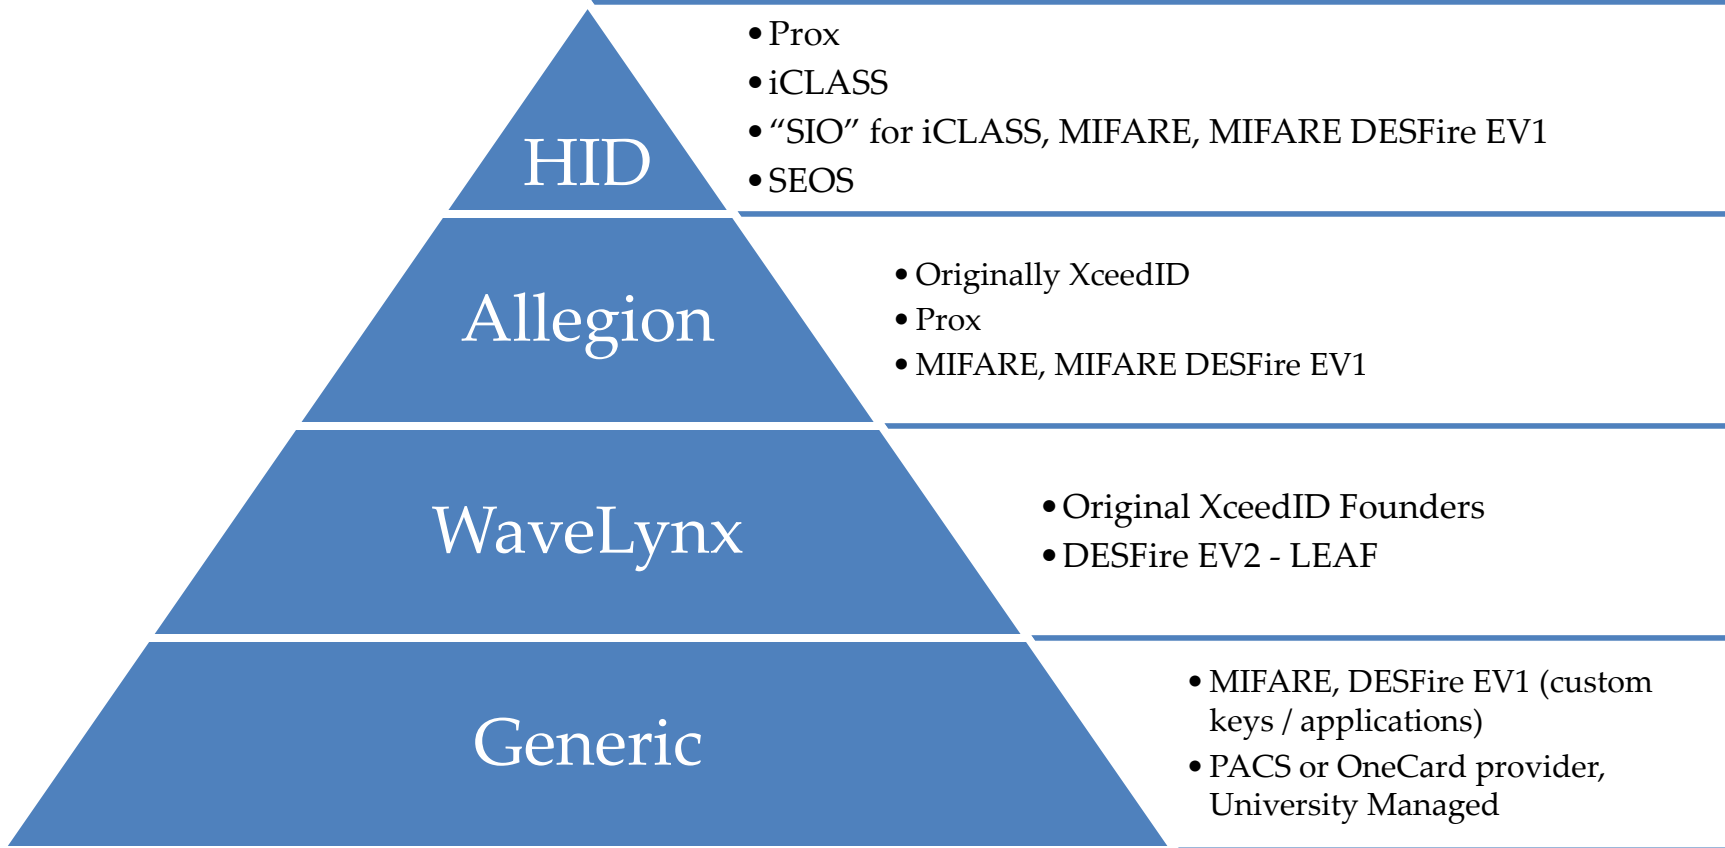 HID
• Prox
• iCLASS
• “SIO” for iCLASS, MIFARE, MIFARE DESFire EV1
• SEOS
Allegion
• Originally XceedID
• Prox
• MIFARE, MIFARE DESFire EV1
WaveLynx
• Original XceedID Founders
• DESFire EV2 - LEAF
Generic
• MIFARE, DESFire EV1 (custom
keys / applications)
• PACS or OneCard provider,
University Managed